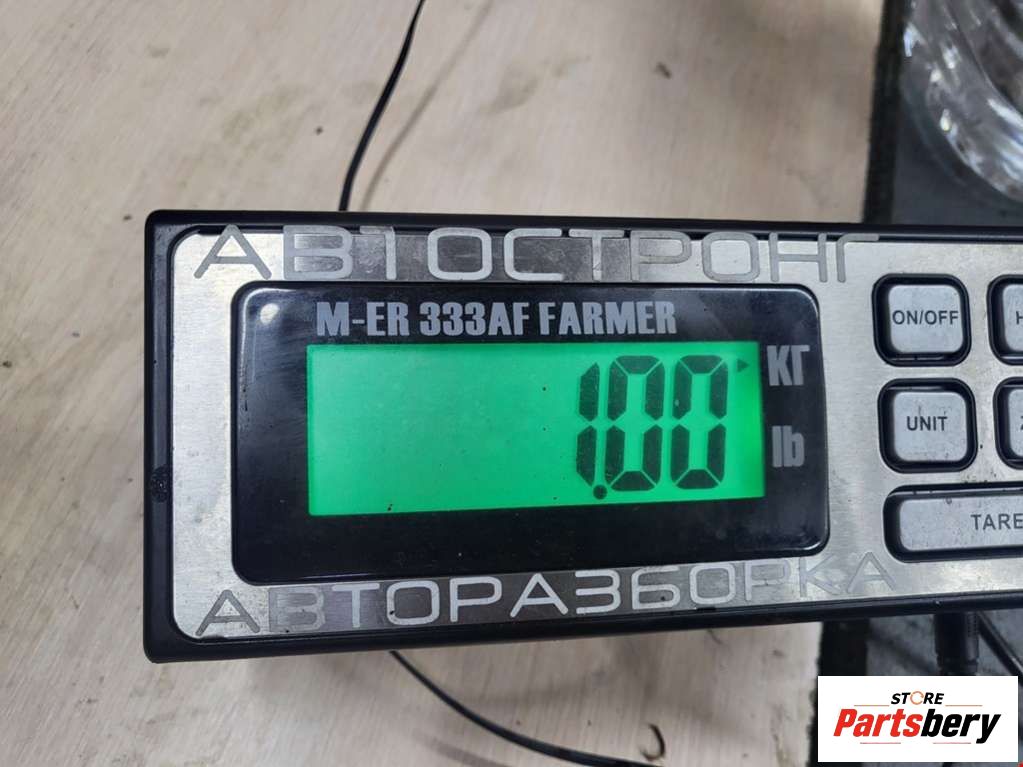 АВТОСТРОНГ
M-ER 333AF FARMER
1.00
КГ
lb
ON/OFF
UNIT
TARE
АВТОРАЗБОРКА
STORE
Partsbery